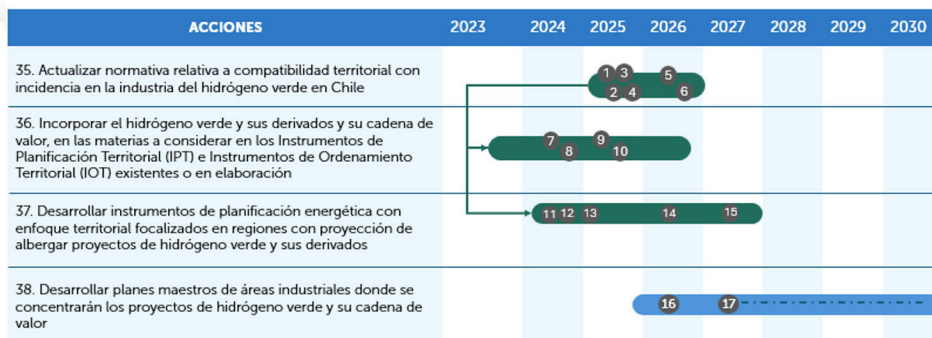 ACCIONES 2023 2024 2025 2026 2027 2028 2029 2030
35. Actualizar normativa relativa a compatibilidad territorial con
incidencia en la industria del hidrógeno verde en Chile
1 3 5
2 4 6
36. Incorporar el hidrógeno verde y sus derivados y su cadena de
valor, en las materias a considerar en los Instrumentos de
Planificación Territorial (IPT) e Instrumentos de Ordenamiento
Territorial (IOT) existentes o en elaboración
7 9
8 10
37. Desarrollar instrumentos de planificación energética con
enfoque territorial focalizados en regiones con proyección de
albergar proyectos de hidrógeno verde y sus derivados
11 12 13 14 15
38. Desarrollar planes maestros de áreas industriales donde se
concentrarán los proyectos de hidrógeno verde y su cadena de
valor
16 17